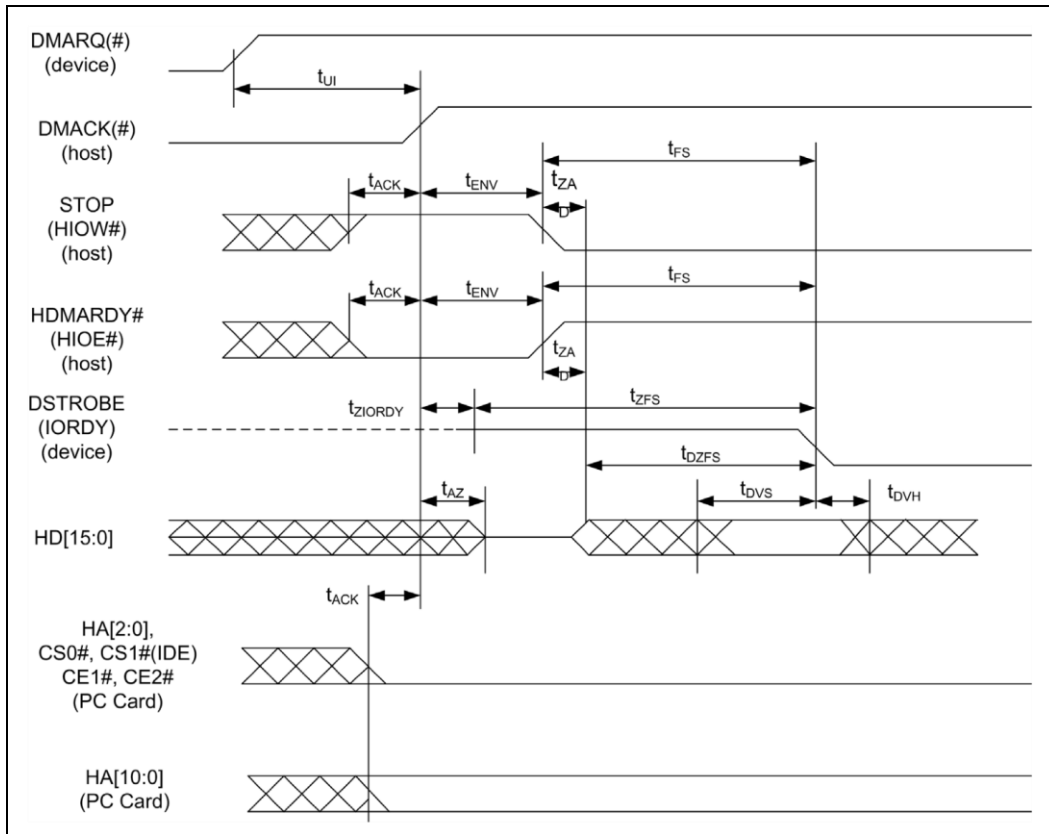 DMARQ(#)
(device)
tUI
DMACK(#)
(host)
tFS
tACK
tENV
tZA
D
STOP
(HIOW#)
(host)
tACK
tENV
tFS
HDMARDY#
(HIOE#)
(host)
tZA
D
DSTROBE
(IORDY)
(device)
tZIORDY
tZFS
tDZFS
tAZ
tDVS
tDVH
HD[15:0]
tACK
HA[2:0],
CS0#, CS1#(IDE)
CE1#, CE2#
(PC Card)
HA[10:0]
(PC Card)